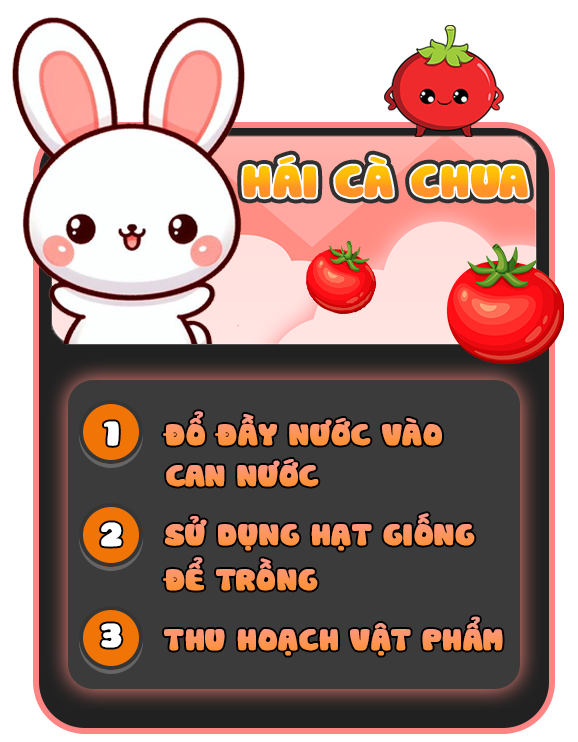 HÁI CÀ CHUA
1 ĐỔ ĐẦY NƯỚC VÀO
CAN NƯỚC
2 SỬ DỤNG HẠT GIỐNG
ĐỂ TRỒNG
3 THU HOẠCH VẬT PHẨM